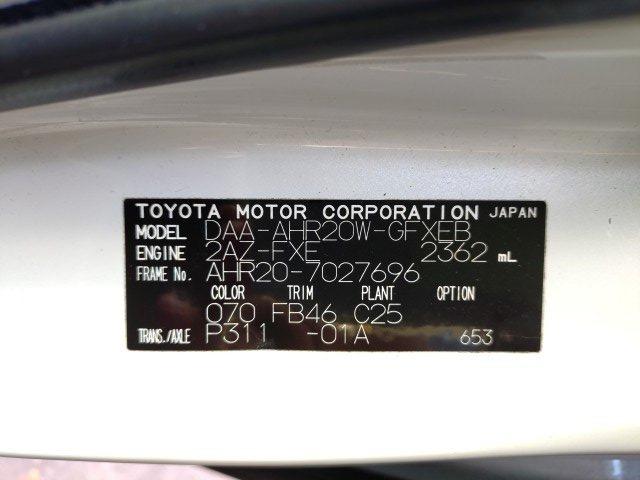 TOYOTA MOTOR CORPORATION JAPAN
MODEL DAA-AHR20W-GFXEB
ENGINE 2AZ-FXE 2362 mL
FRAME No. AHR20-7027696
COLOR TRIM PLANT OPTION
070 FB46 C25
TRANS./AXLE P311 -01A 653